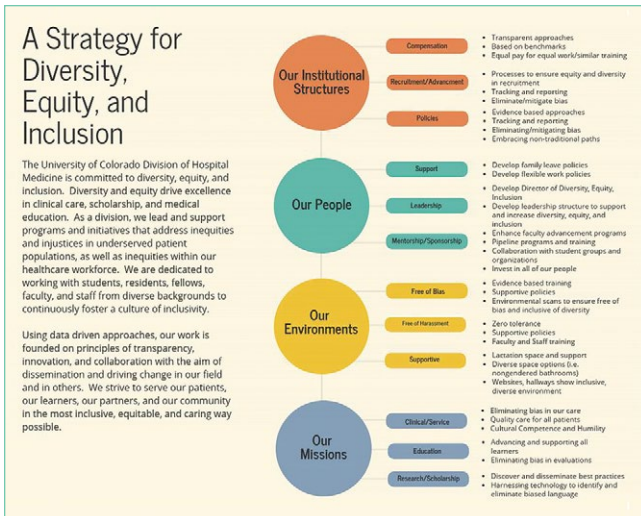 A Strategy for
Diversity,
Equity, and
Inclusion
The University of Colorado Division of Hospital
Medicine is committed to diversity, equity, and
inclusion. Diversity and equity drive excellence
in clinical care, scholarship, and medical
education. As a division, we lead and support
programs and initiatives that address inequities
and injustices in underserved patient
populations, as well as inequities within our
healthcare workforce. We are dedicated to
working with students, residents, fellows,
faculty, and staff from diverse backgrounds to
continuously foster a culture of inclusivity.
Using data driven approaches, our work is
founded on principles of transparency,
innovation, and collaboration with the aim of
dissemination and driving change in our field
and in others. We strive to serve our patients,
our learners, our partners, and our community
in the most inclusive, equitable, and caring way
possible.
Our Institutional
Structures
Compensation
• Transparent approaches
• Based on benchmarks
• Equal pay for equal work/similar training
Recruitment/Advancment
• Processes to ensure equity and diversity
in recruitment
• Tracking and reporting
• Eliminate/mitigate bias
Policies
• Evidence based approaches
• Tracking and reporting
• Eliminating/mitigating bias
• Embracing non-traditional paths
Our People
Support
• Develop family leave policies
• Develop flexible work policies
Leadership
• Develop Director of Diversity, Equity,
Inclusion
• Develop leadership structure to support
and increase diversity, equity, and
inclusion
Mentorship/Sponsorship
• Enhance faculty advancement programs
• Pipeline programs and training
• Collaboration with student groups and
organizations
• Invest in all of our people
Our
Environments
Free of Bias
• Evidence based training
• Supportive policies
• Environmental scans to ensure free of
bias and inclusive of diversity
Free of Harassment
• Zero tolerance
• Supportive policies
• Faculty and Staff training
Supportive
• Lactation space and support
• Diverse space options (i.e.
nongendered bathrooms)
• Websites, hallways show inclusive,
diverse environment
Our
Missions
Clinical/Service
• Eliminating bias in our care
• Quality care for all patients
• Cultural Competence and Humility
Education
• Advancing and supporting all
learners
• Eliminating bias in evaluations
Research/Scholarship
• Discover and disseminate best practices
• Harnessing technology to identify and
eliminate biased language